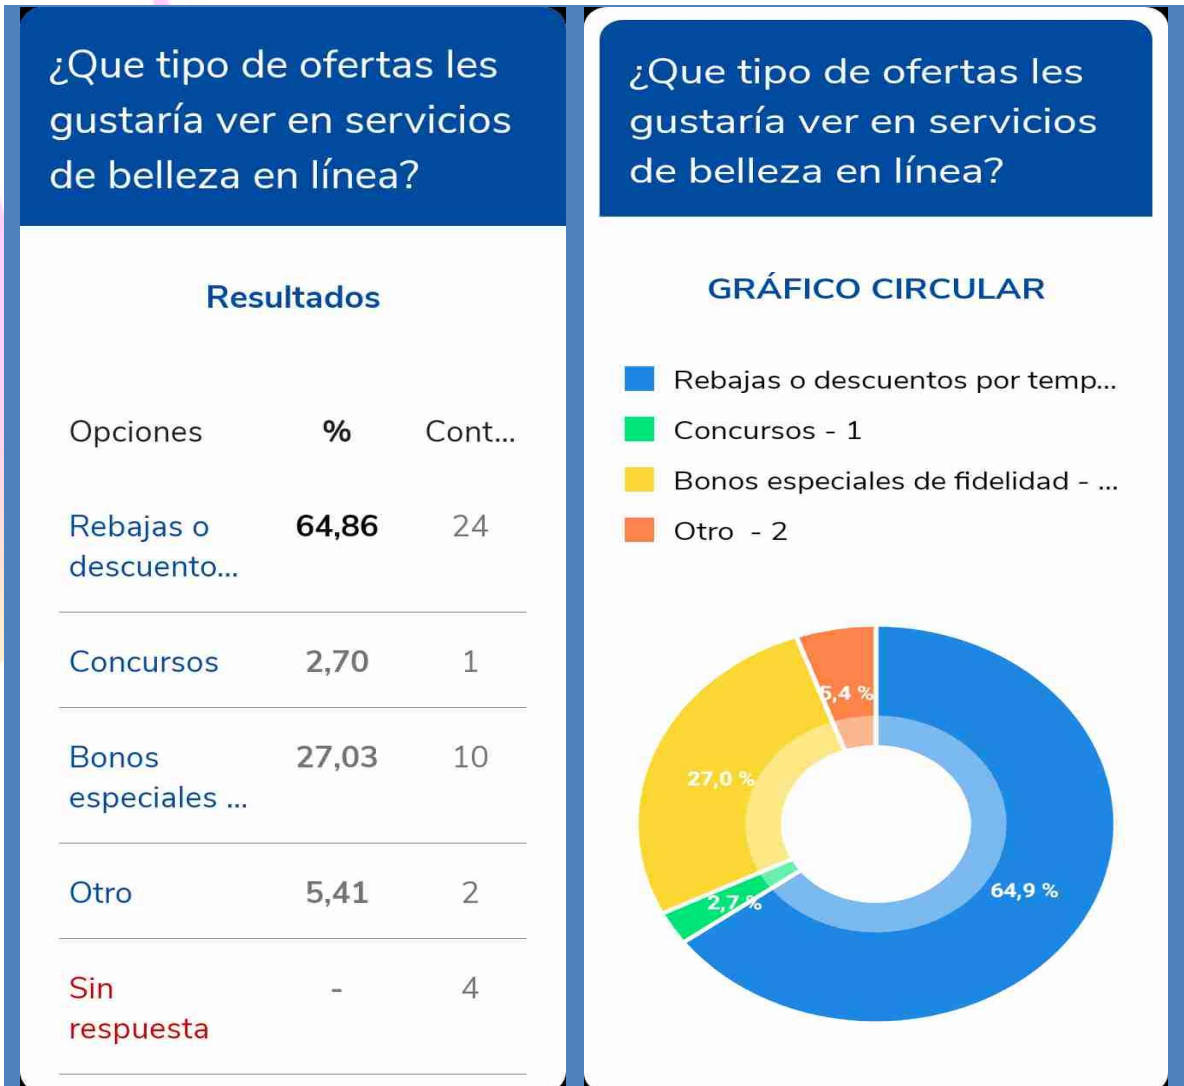 ¿Que tipo de ofertas les
gustaría ver en servicios
de belleza en línea?
Resultados
Opciones % Cont...
Rebajas o 64,86 24
descuento...
Concursos 2,70 1
Bonos 27,03 10
especiales ...
Otro 5,41 2
Sin - 4
respuesta
¿Que tipo de ofertas les
gustaría ver en servicios
de belleza en línea?
GRÁFICO CIRCULAR
Rebajas o descuentos por temp...
Concursos - 1
Bonos especiales de fidelidad - ...
Otro - 2
5,4 %
27,0 %
64,9 %
2,7 %